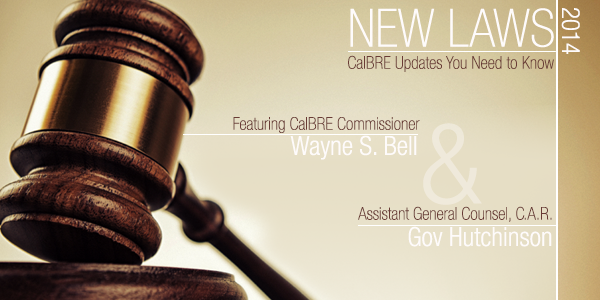 NEW LAWS
2014
CalBRE Updates You Need to Know
Featuring CalBRE Commissioner
Wayne S. Bell
&
Assistant General Counsel, C.A.R.
Gov Hutchinson